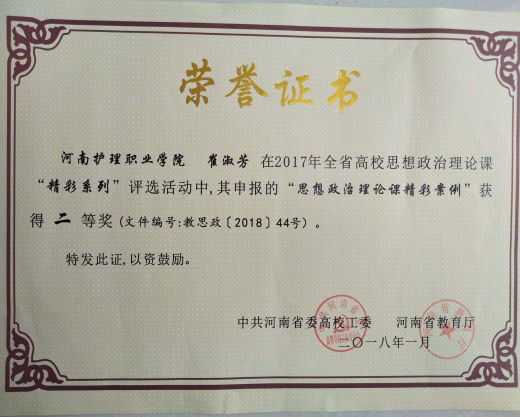 荣誉证书
河南护理职业学院 崔淑芳 在2017年全省高校思想政治理论课
“精彩系列”评选活动中,其申报的“思想政治理论课精彩案例”获
得 二 等奖(文件编号:教思政〔2018〕44号)。
特发此证,以资鼓励。
中共河南省委高校工委 河南省教育厅
二〇一八年一月